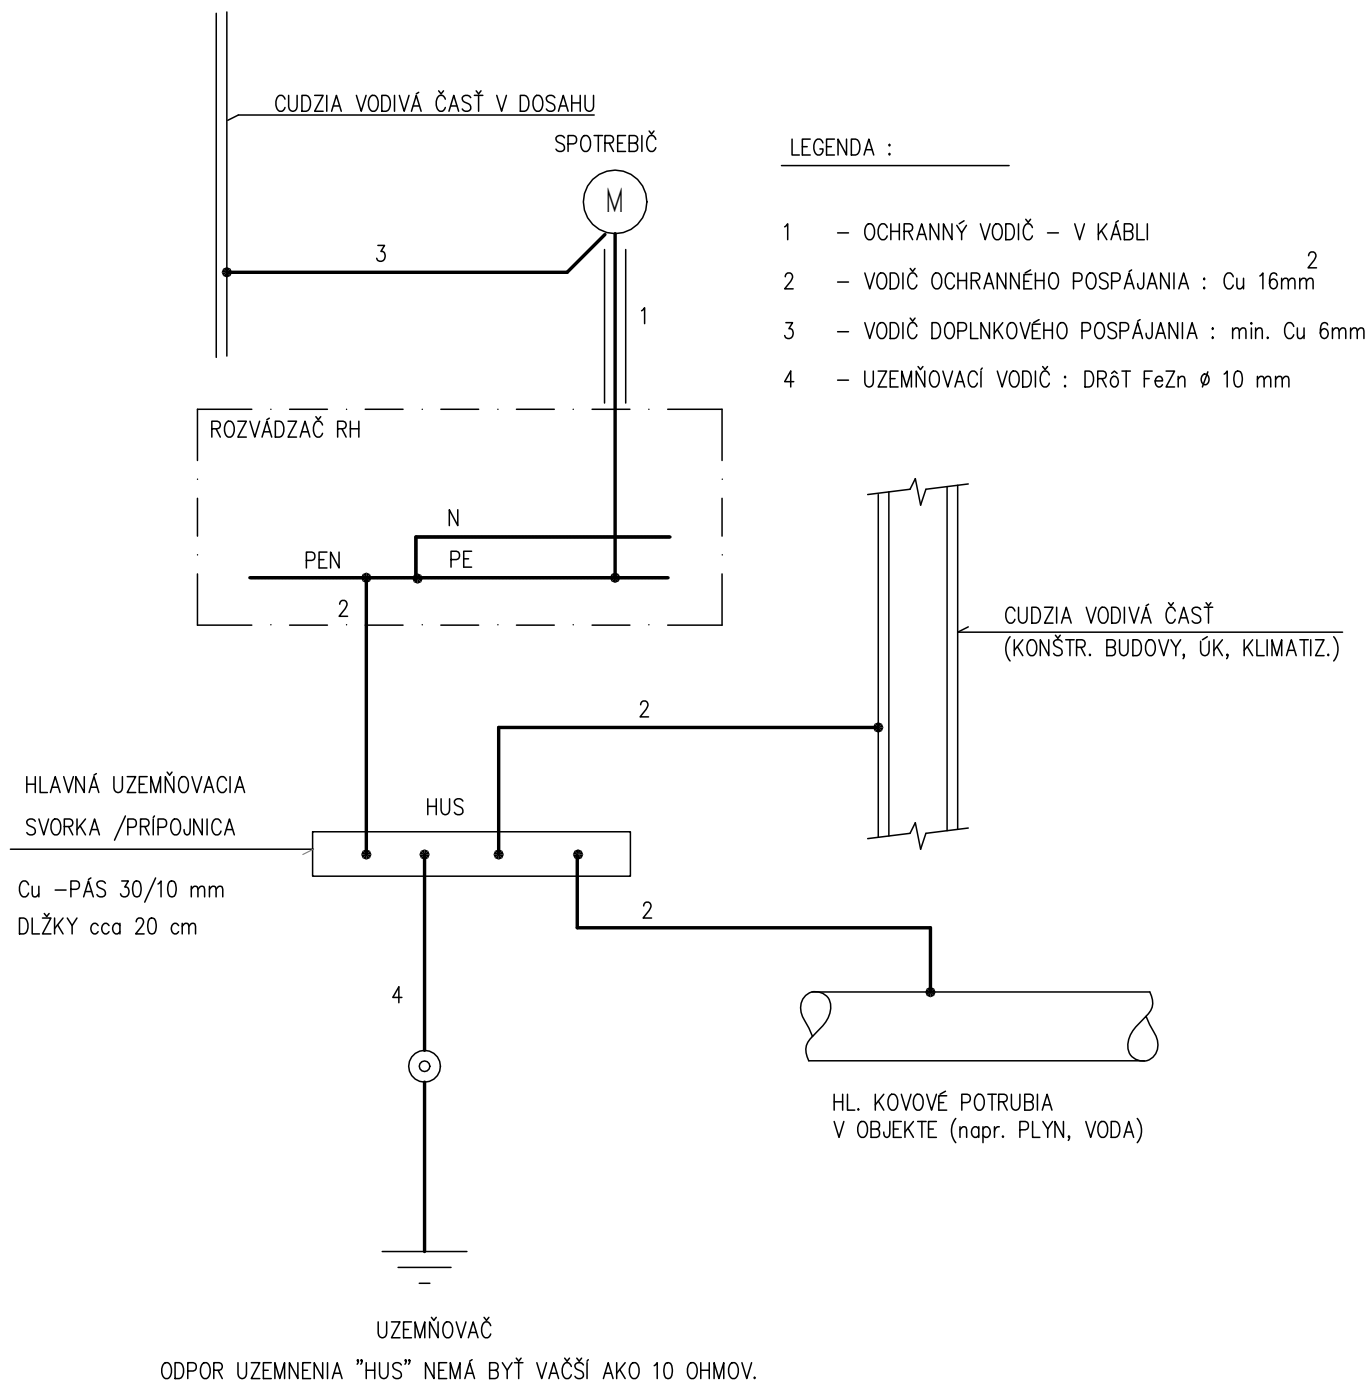 CUDZIA VODIVÁ ČASŤ V DOSAHU
SPOTREBIČ
M
LEGENDA :
1 – OCHRANNÝ VODIČ – V KÁBLI
2 – VODIČ OCHRANNÉHO POSPÁJANIA : Cu 16mm²
3 – VODIČ DOPLNKOVÉHO POSPÁJANIA : min. Cu 6mm
4 – UZEMŇOVACÍ VODIČ : DRôT FeZn ø 10 mm
3
1
ROZVÁDZAČ RH
N
PEN
PE
2
CUDZIA VODIVÁ ČASŤ
(KONŠTR. BUDOVY, ÚK, KLIMATIZ.)
2
HLAVNÁ UZEMŇOVACIA
SVORKA /PRÍPOJNICA
Cu –PÁS 30/10 mm
DLŽKY cca 20 cm
HUS
2
4
HL. KOVOVÉ POTRUBIA
V OBJEKTE (napr. PLYN, VODA)
UZEMŇOVAČ
ODPOR UZEMNENIA "HUS" NEMÁ BYŤ VAČŠÍ AKO 10 OHMOV.